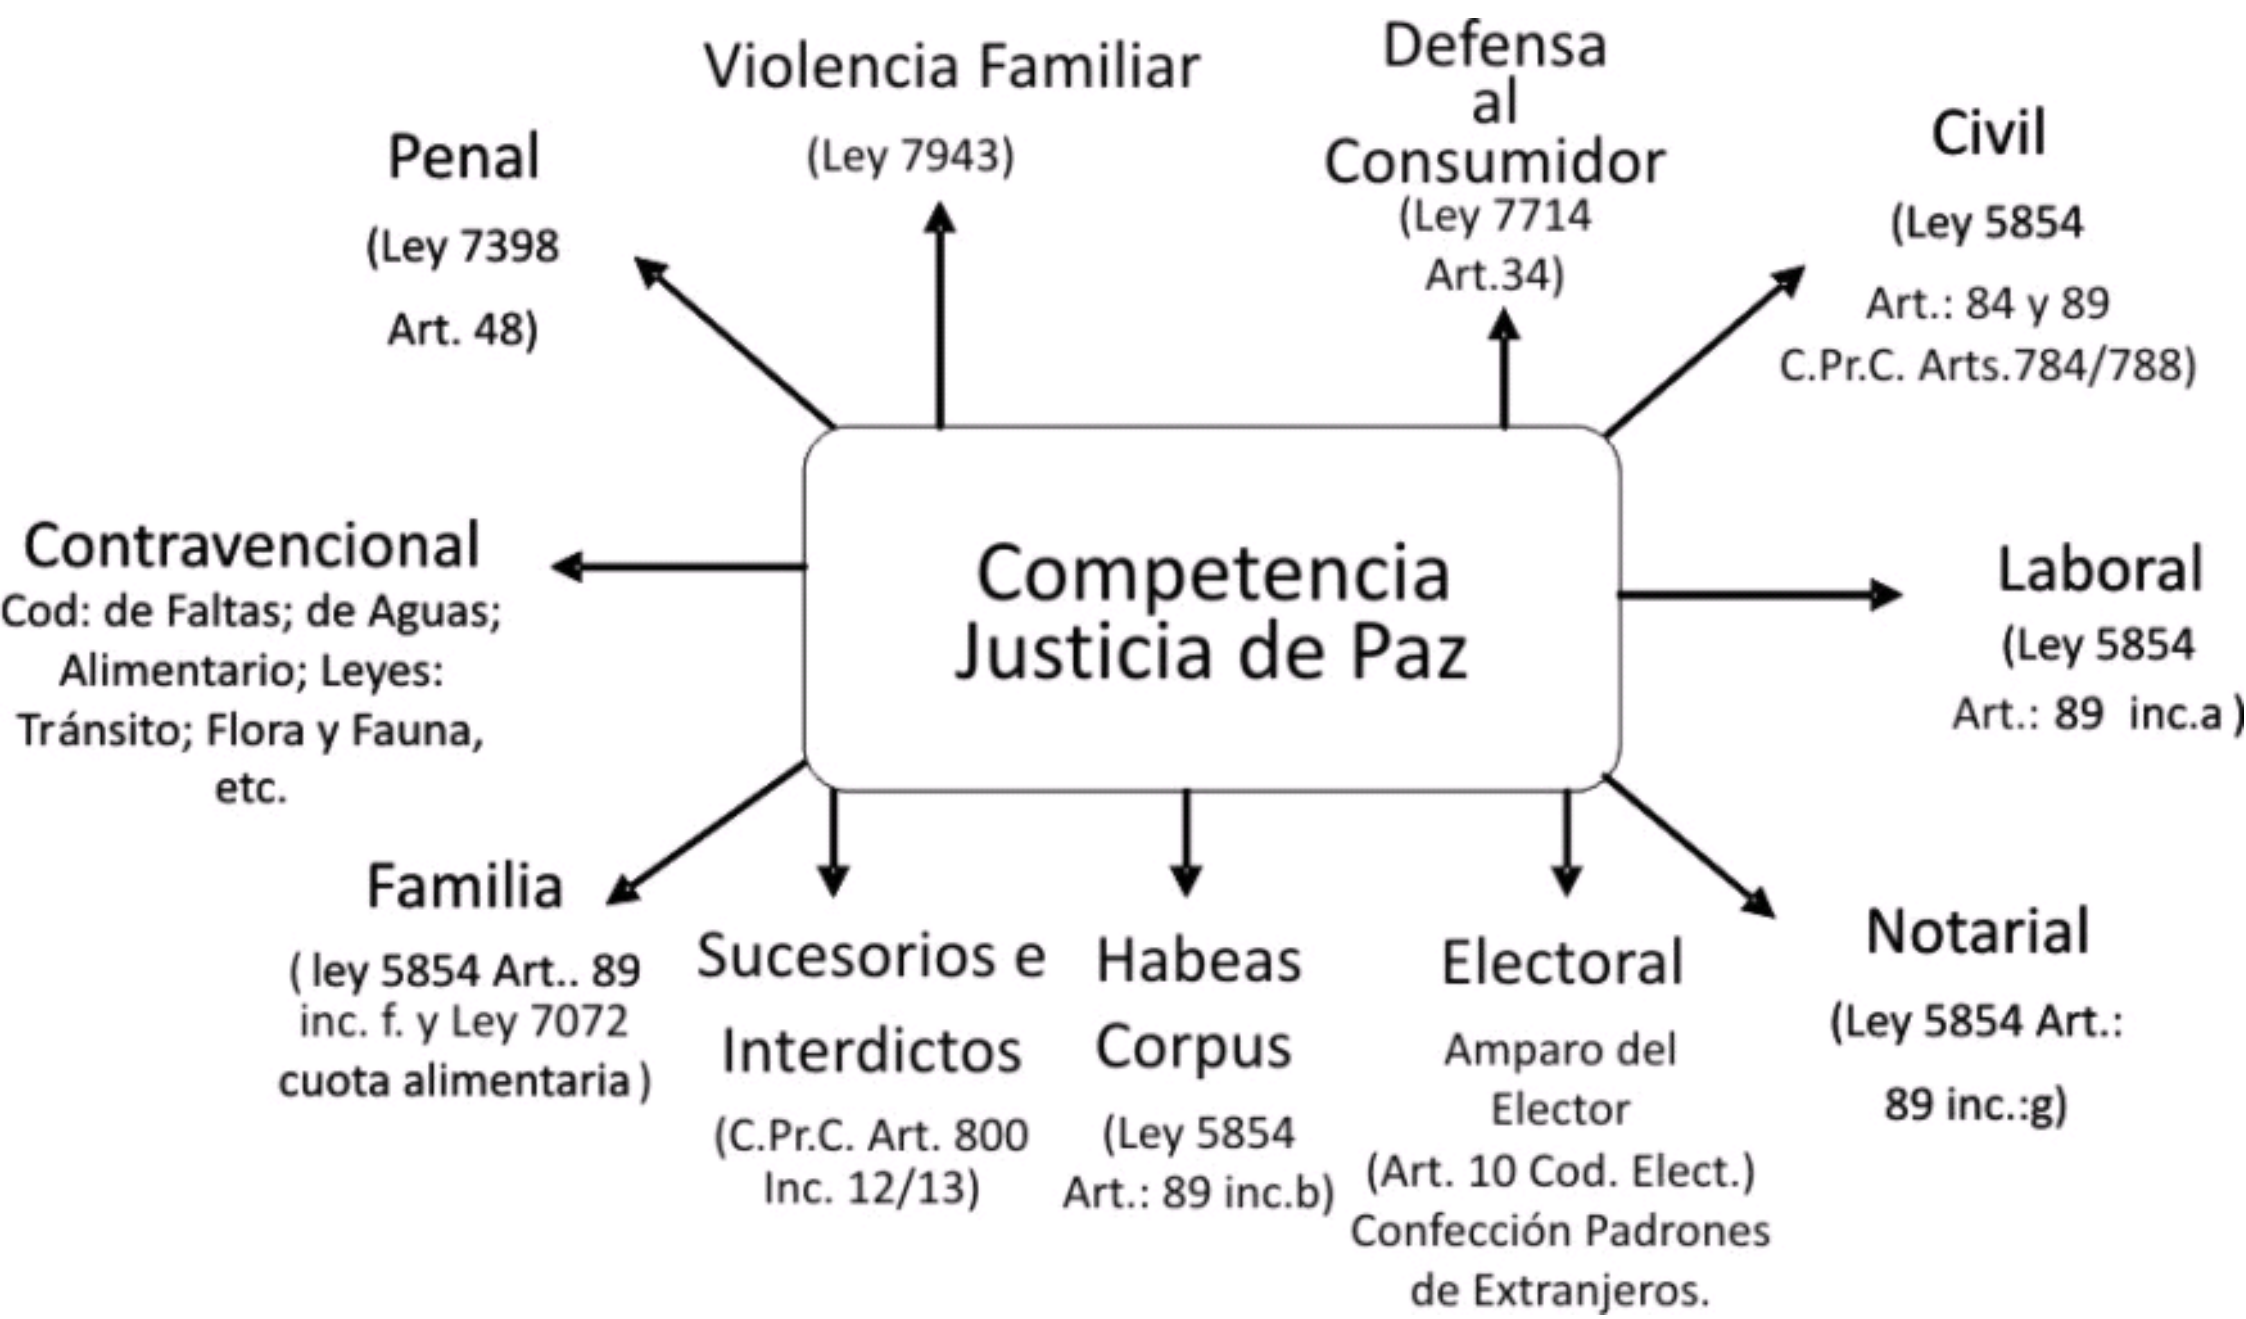 Penal
(Ley 7398
Art. 48)
Violencia Familiar
(Ley 7943)
Defensa
al
Consumidor
(Ley 7714
Art.34)
Civil
(Ley 5854
Art.: 84 y 89
C.Pr.C. Arts.784/788)
Contravencional
Cod: de Faltas; de Aguas;
Alimentario; Leyes:
Tránsito; Flora y Fauna,
etc.
Competencia
Justicia de Paz
Laboral
(Ley 5854
Art.: 89 inc.a )
Familia
( ley 5854 Art.. 89
inc. f. y Ley 7072
cuota alimentaria )
Sucesorios e
Interdictos
(C.Pr.C. Art. 800
Inc. 12/13)
Habeas
Corpus
(Ley 5854
Art.: 89 inc.b)
Electoral
Amparo del
Elector
(Art. 10 Cod. Elect.)
Confección Padrones
de Extranjeros.
Notarial
(Ley 5854 Art.:
89 inc.:g)